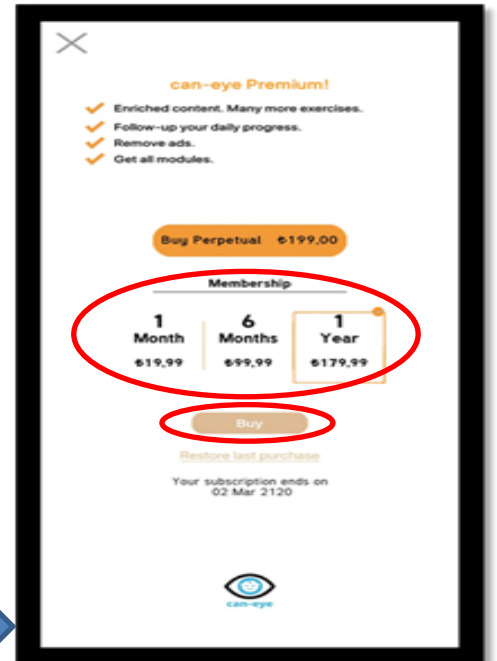 can-eye Premium!
Enriched content. Many more exercises.
Follow-up your daily progress.
Remove ads.
Get all modules.
Buy Perpetual ₺199,00
Membership
1 6 1
Month Months Year
₺19,99 ₺99,99 ₺179,99
Buy
Restore last purchase
Your subscription ends on
02 Mar 2120
can-eye